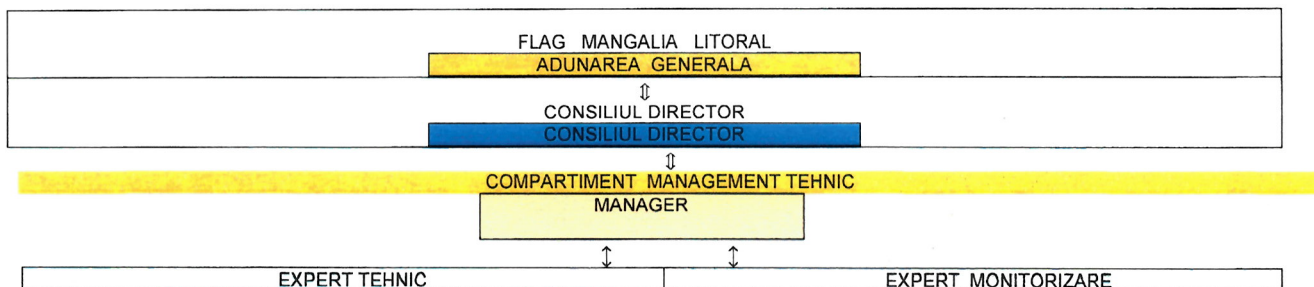 FLAG MANGALIA LITORAL
ADUNAREA GENERALA
CONSILIUL DIRECTOR
CONSILIUL DIRECTOR
COMPARTIMENT MANAGEMENT TEHNIC
MANAGER
EXPERT TEHNIC
EXPERT MONITORIZARE